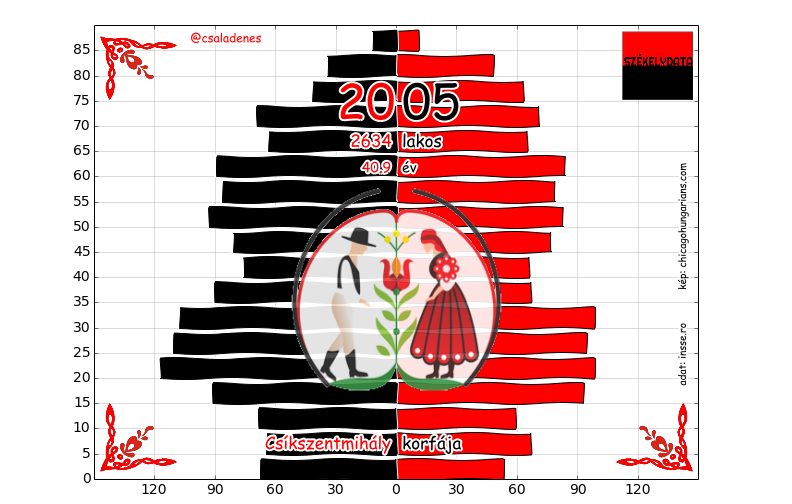 @csaladenes
SZÉKELYDATA
2005
2634 lakos
40.9 év
kép: chicagohungarians.com
adat: insse.ro
Csíkszentmihály korfája
85
80
75
70
65
60
55
50
45
40
35
30
25
20
15
10
5
0
120 90 60 30 0 30 60 90 120